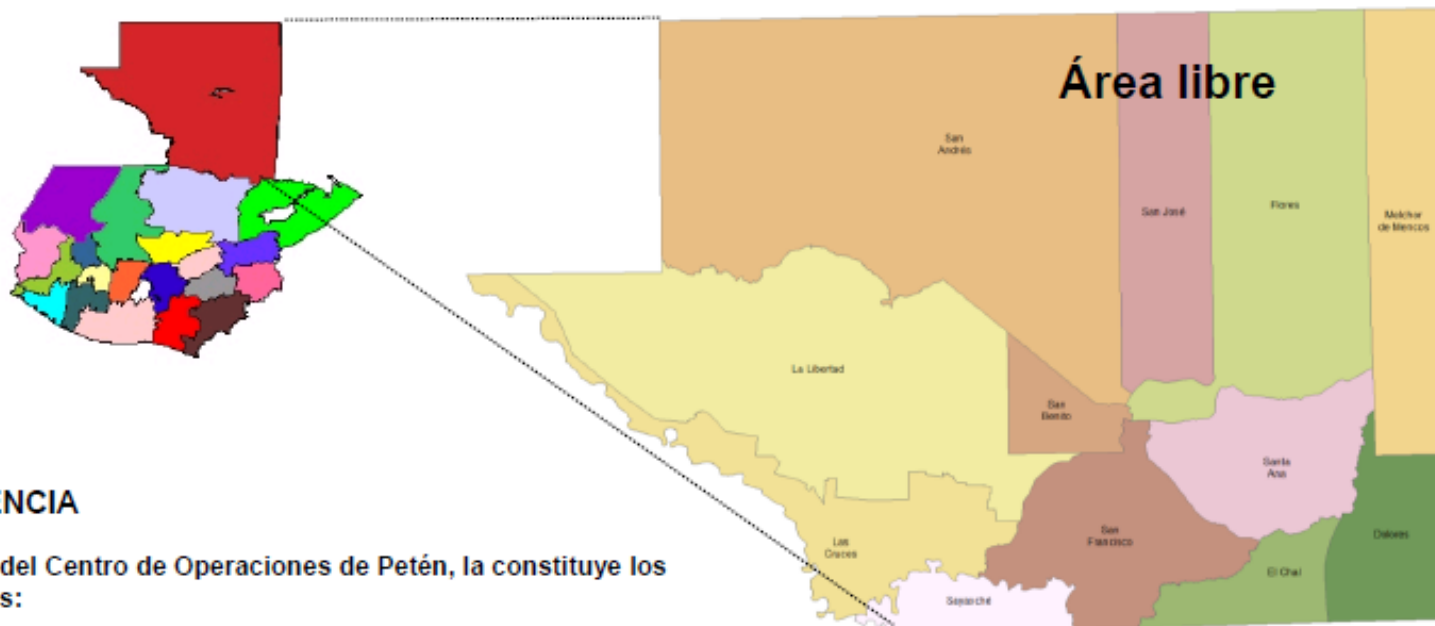 Área libre
San
Andrés
San José
Flores
Melchor
de Mencos
La Libertad
San
Benito
Santa
Ana
Las
Cruces
San
Francisco
Dolores
El Chal
Sayaxché
ENCIA
del Centro de Operaciones de Petén, la constituye los
s: